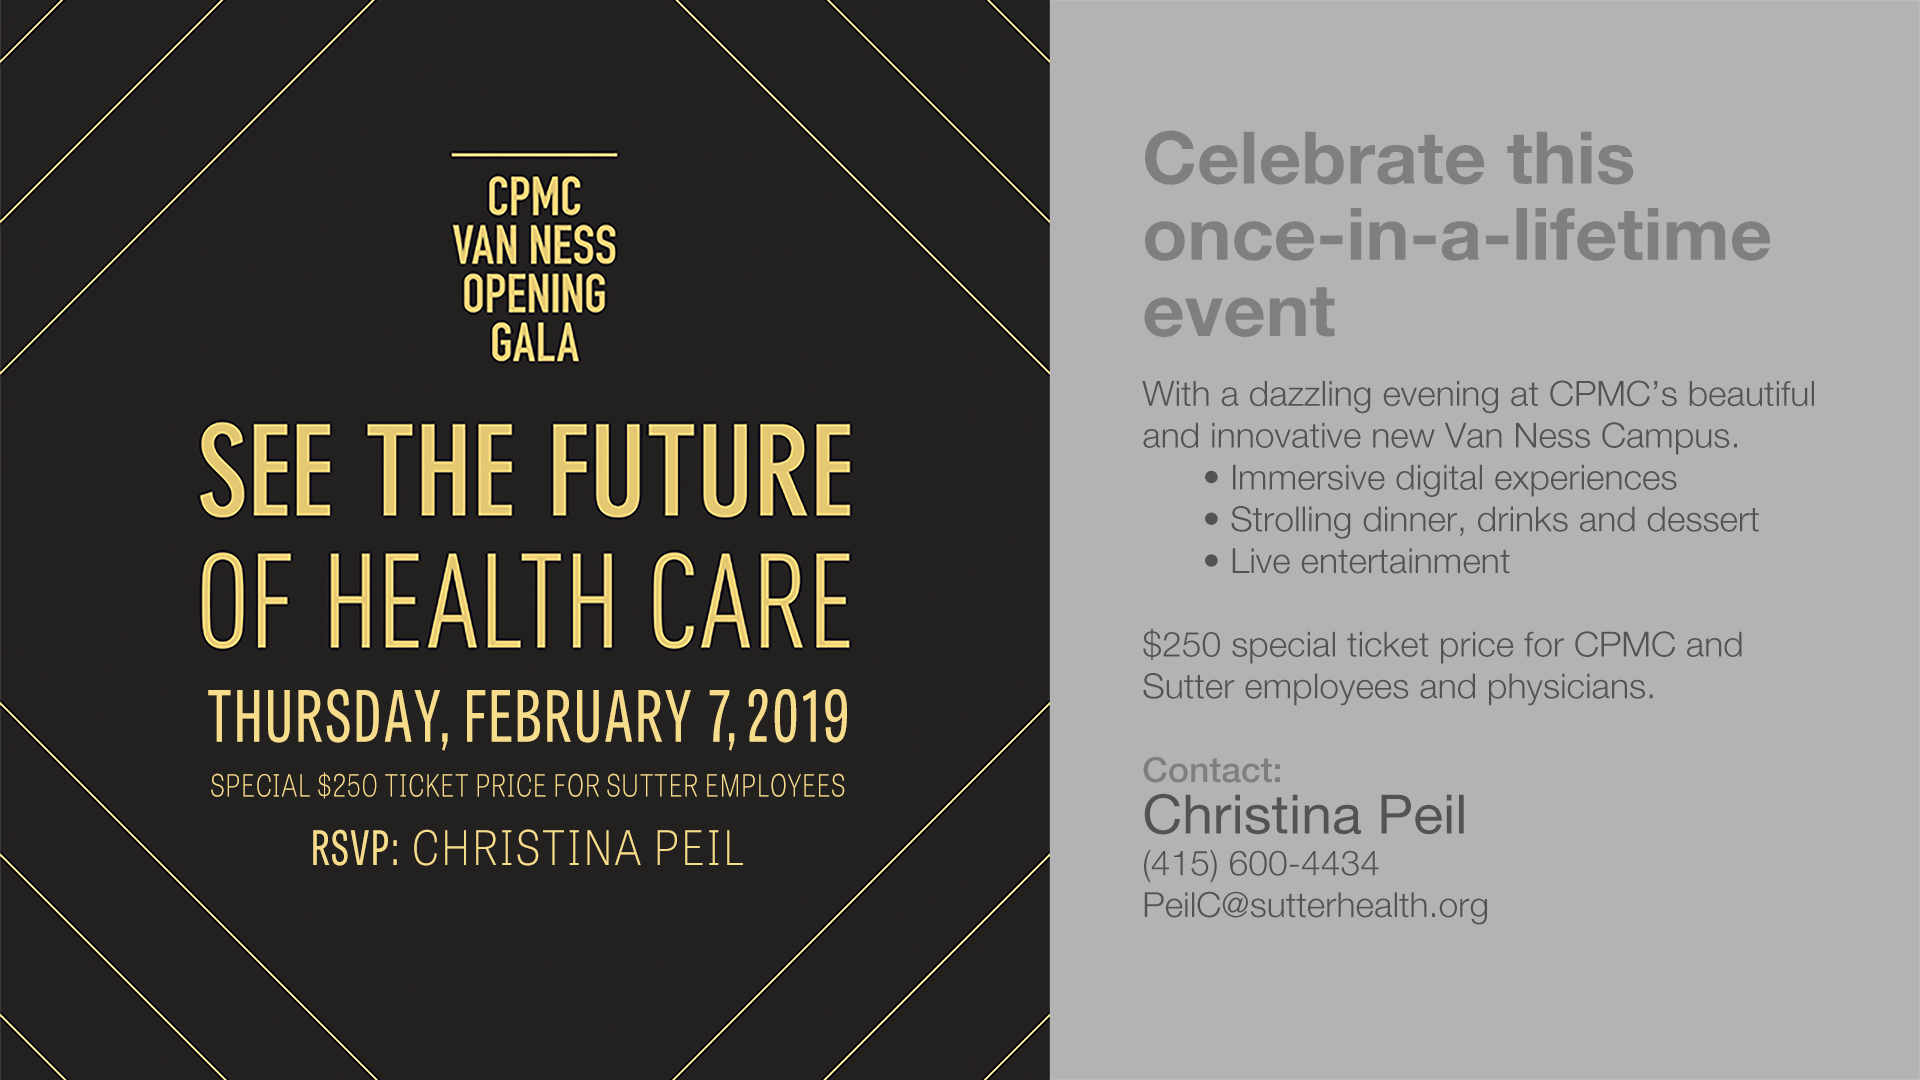 CPMC
VAN NESS
OPENING
GALA
SEE THE FUTURE
OF HEALTH CARE
THURSDAY, FEBRUARY 7, 2019
SPECIAL $250 TICKET PRICE FOR SUTTER EMPLOYEES
RSVP: CHRISTINA PEIL
Celebrate this
once-in-a-lifetime
event
With a dazzling evening at CPMC’s beautiful
and innovative new Van Ness Campus.
• Immersive digital experiences
• Strolling dinner, drinks and dessert
• Live entertainment
$250 special ticket price for CPMC and
Sutter employees and physicians.
Contact:
Christina Peil
(415) 600-4434
PeilC@sutterhealth.org